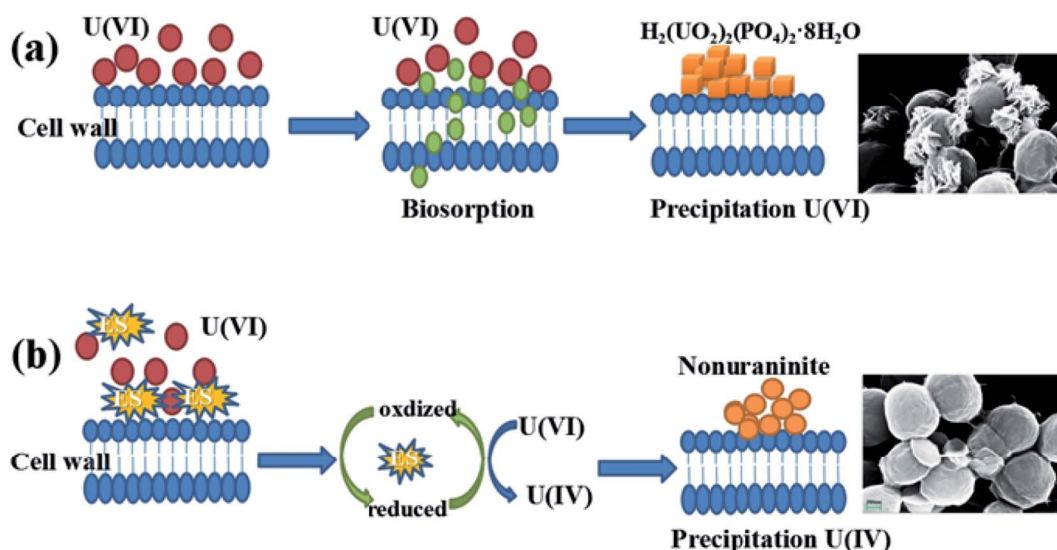 (a)
U(VI)
Cell wall
U(VI)
Biosorption
H₂(UO₂)₂(PO₄)₂·8H₂O
Precipitation U(VI)
(b)
ES
U(VI)
ES
ES
Cell wall
oxdized
ES
reduced
U(VI)
U(IV)
Nonuraninite
Precipitation U(IV)